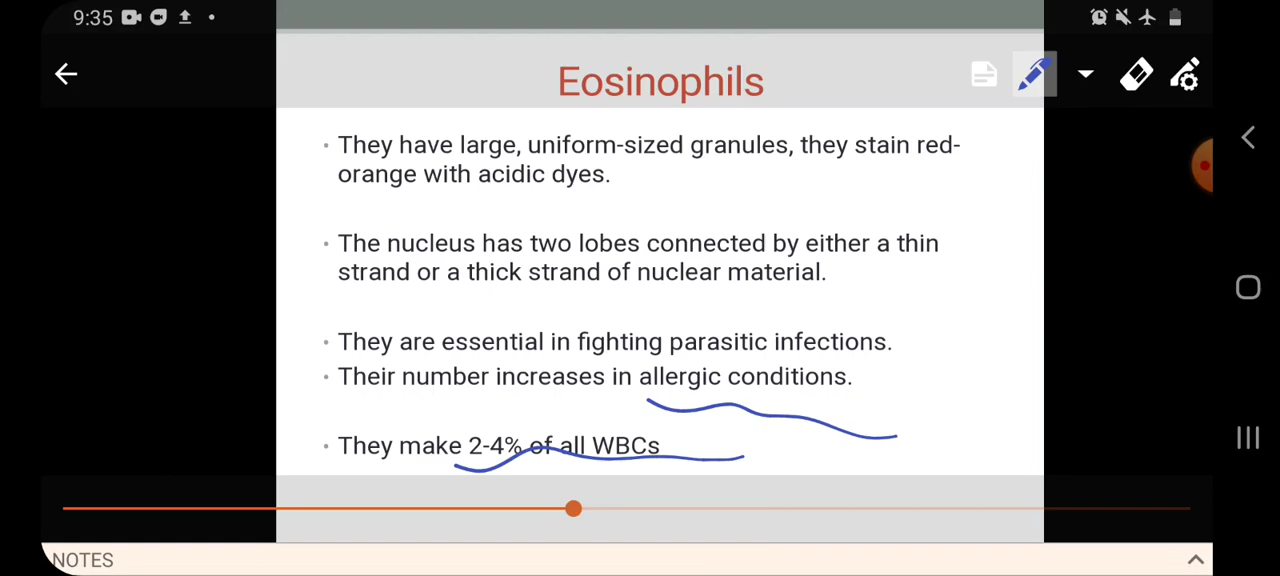 9:35
Eosinophils
• They have large, uniform-sized granules, they stain red-
orange with acidic dyes.
• The nucleus has two lobes connected by either a thin
strand or a thick strand of nuclear material.
• They are essential in fighting parasitic infections.
• Their number increases in allergic conditions.
• They make 2-4% of all WBCs
NOTES